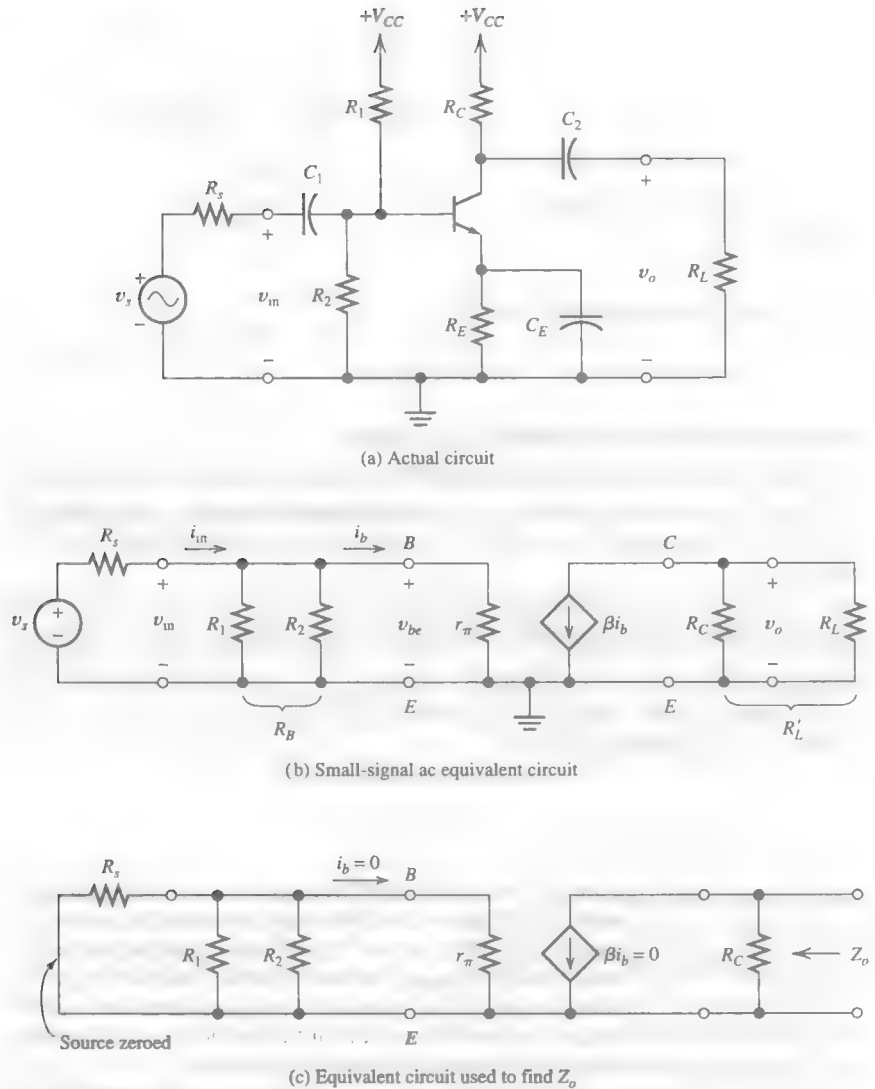 +V_CC +V_CC
R_1 R_C
C_2
C_1
R_s
+ +
v_s + − v_in R_2 R_E C_E v_o R_L
− −
(a) Actual circuit
R_s i_in i_b B C
+ + +
v_s + − v_in R_1 R_2 v_be r_π βi_b R_C v_o R_L
− − −
E E
R_B R'_L
(b) Small-signal ac equivalent circuit
R_s i_b = 0 B
R_1 R_2 r_π βi_b = 0 R_C Z_o
E
Source zeroed
(c) Equivalent circuit used to find Z_o